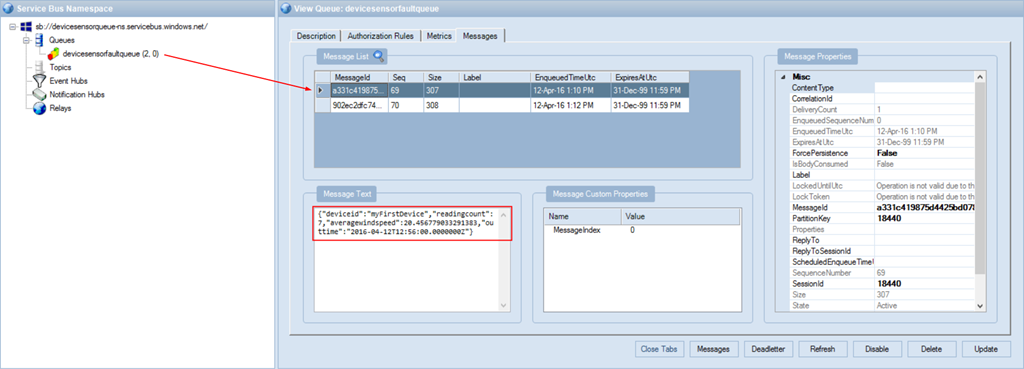 Service Bus Namespace
sb://devicesensorqueue-ns.servicebus.windows.net/
Queues
devicesensorfaultqueue (2, 0)
Topics
Event Hubs
Notification Hubs
Relays
View Queue: devicesensorfaultqueue
Description Authorization Rules Metrics Messages
Message List
MessageId Seq Size Label EnqueuedTimeUtc ExpiresAtUtc
a331c419875... 69 307 12-Apr-16 1:10 PM 31-Dec-99 11:59 PM
902ec2dfc74... 70 308 12-Apr-16 1:12 PM 31-Dec-99 11:59 PM
Message Text
{"deviceid":"myFirstDevice","readingcount":
7,"averagewindspeed":20.456779033291383,"ou
ttime":"2016-04-12T12:56:00.0000000Z"}
Message Custom Properties
Name Value
MessageIndex 0
Message Properties
Misc
ContentType
CorrelationId
DeliveryCount 1
EnqueuedSequenceNum 0
EnqueuedTimeUtc 12-Apr-16 1:10 PM
ExpiresAtUtc 31-Dec-99 11:59 PM
ForcePersistence False
IsBodyConsumed False
Label
LockedUntilUtc Operation is not valid due to th
LockToken Operation is not valid due to th
MessageId a331c419875d4425bd078
PartitionKey 18440
Properties
ReplyTo
ReplyToSessionId
ScheduledEnqueueTimeU
SequenceNumber 69
SessionId 18440
Size 307
State Active
Close Tabs Messages Deadletter Refresh Disable Delete Update